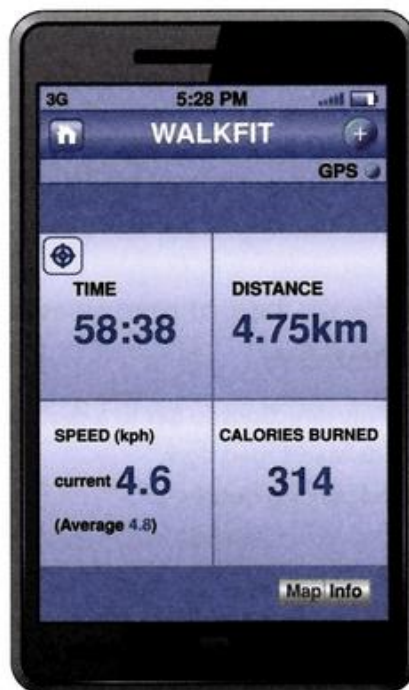 3G 5:28 PM
WALKFIT
GPS
TIME
58:38
DISTANCE
4.75km
SPEED (kph)
current 4.6
(Average 4.8)
CALORIES BURNED
314
Map Info